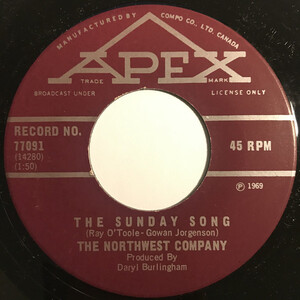 MANUFACTURED BY COMPO CO., LTD., CANADA
APEX
TRADE MARK
BROADCAST UNDER LICENSE ONLY
RECORD NO.
77091
(14280)
(1:50)
45 RPM
℗ 1969
THE SUNDAY SONG
(Ray O'Toole-Gowan Jorgenson)
THE NORTHWEST COMPANY
Produced By
Daryl Burlingham